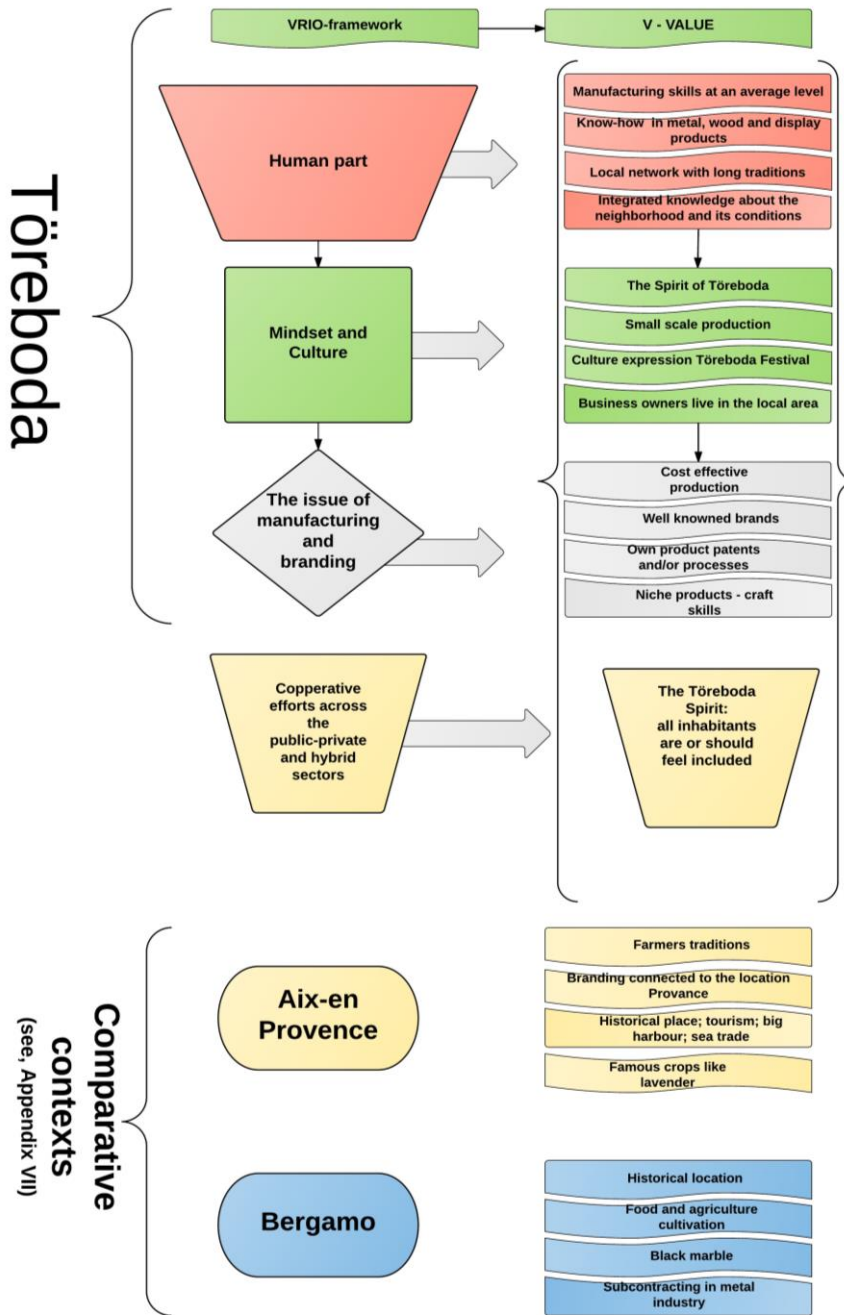 VRIO-framework
V - VALUE
Töreboda
Human part
Manufacturing skills at an average level
Know-how in metal, wood and display
products
Local network with long traditions
Integrated knowledge about the
neighborhood and its conditions
Mindset and
Culture
The Spirit of Töreboda
Small scale production
Culture expression Töreboda Festival
Business owners live in the local area
The issue of
manufacturing
and
branding
Cost effective
production
Well knowned brands
Own product patents
and/or processes
Niche products - craft
skills
Copperative
efforts across
the
public-private
and hybrid
sectors
The Töreboda
Spirit:
all inhabitants
are or should
feel included
Comparative
contexts
(see, Appendix VII)
Aix-en
Provence
Farmers traditions
Branding connected to the location
Provance
Historical place; tourism; big
harbour; sea trade
Famous crops like
lavender
Bergamo
Historical location
Food and agriculture
cultivation
Black marble
Subcontracting in metal
industry